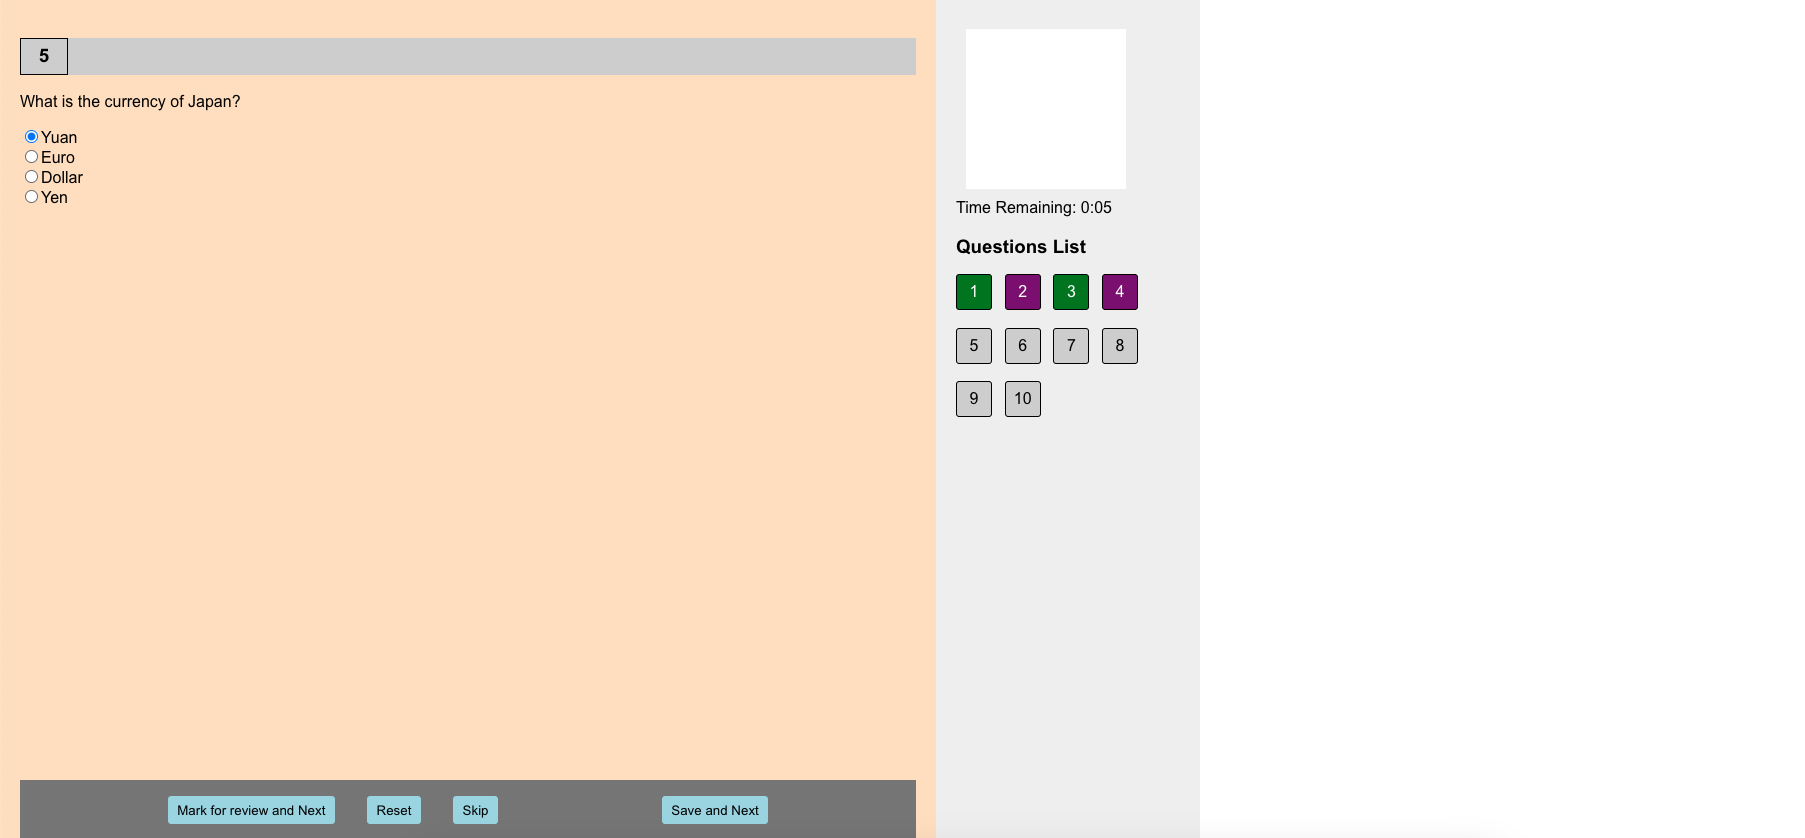 5
What is the currency of Japan?
Yuan
Euro
Dollar
Yen
Mark for review and Next Reset Skip Save and Next
Time Remaining: 0:05
Questions List
1 2 3 4
5 6 7 8
9 10